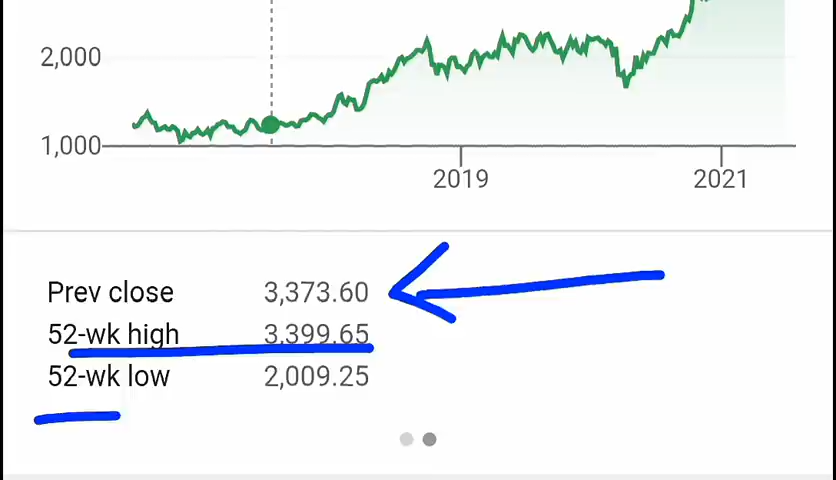 2,000
1,000
2019 2021
Prev close 3,373.60
52-wk high 3,399.65
52-wk low 2,009.25